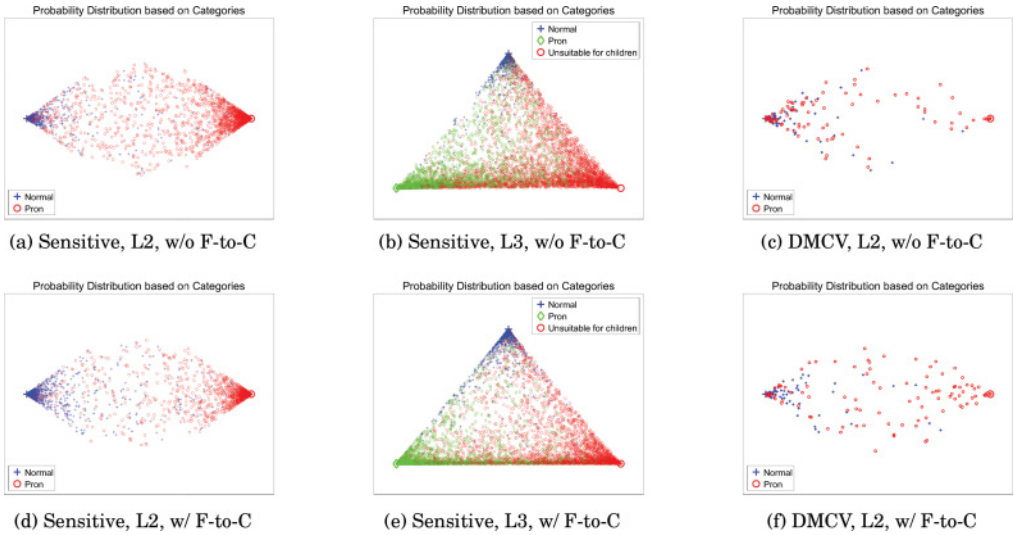 Probability Distribution based on Categories
Normal
Pron
(a) Sensitive, L2, w/o F-to-C
Probability Distribution based on Categories
Normal
Pron
Unsuitable for children
(b) Sensitive, L3, w/o F-to-C
Probability Distribution based on Categories
Normal
Pron
(c) DMCV, L2, w/o F-to-C
Probability Distribution based on Categories
Normal
Pron
(d) Sensitive, L2, w/ F-to-C
Probability Distribution based on Categories
Normal
Pron
Unsuitable for children
(e) Sensitive, L3, w/ F-to-C
Probability Distribution based on Categories
Normal
Pron
(f) DMCV, L2, w/ F-to-C